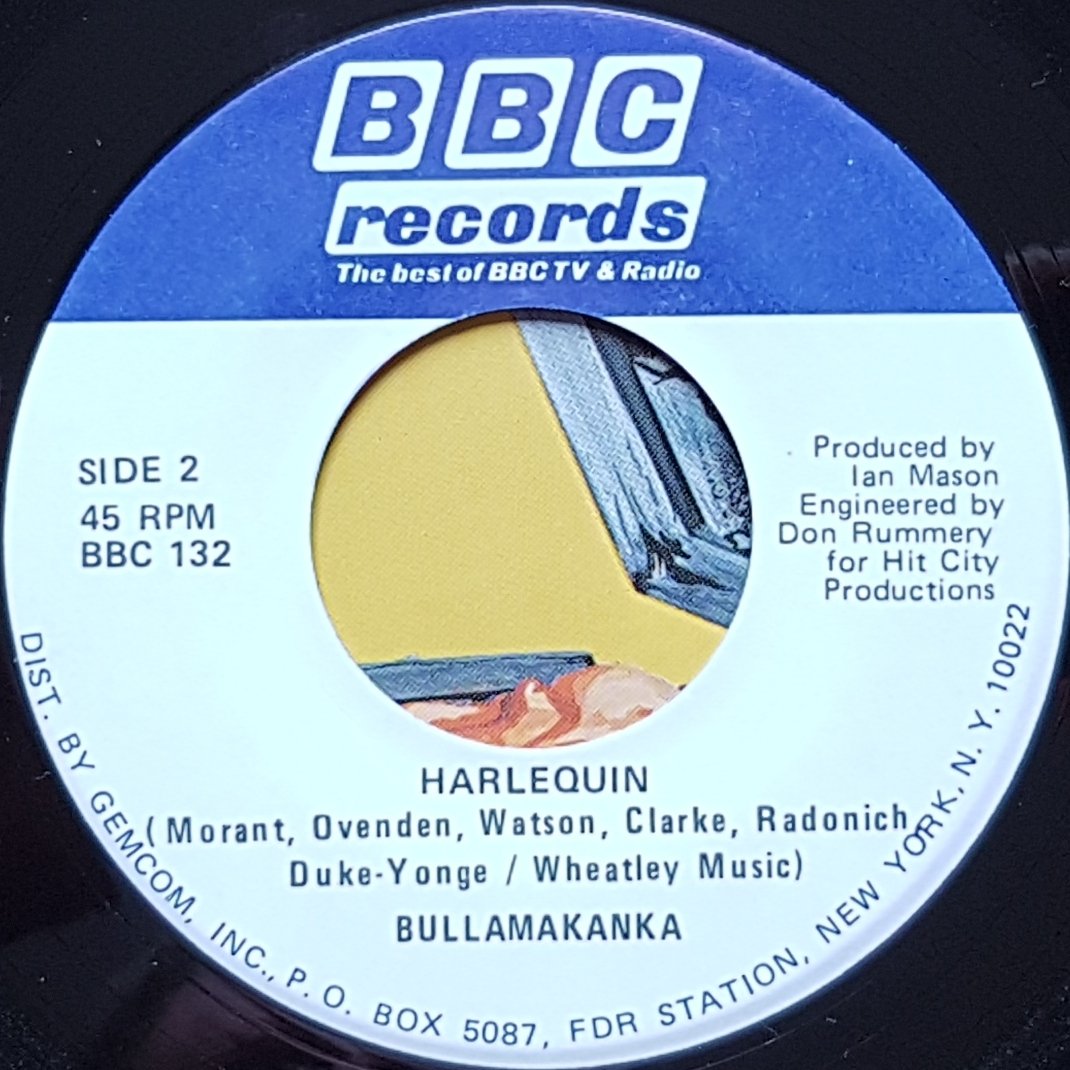 BBC
records
The best of BBC TV & Radio
SIDE 2
45 RPM
BBC 132
Produced by
Ian Mason
Engineered by
Don Rummery
for Hit City
Productions
HARLEQUIN
(Morant, Ovenden, Watson, Clarke, Radonich,
Duke-Yonge / Wheatley Music)
BULLAMAKANKA
DIST. BY GEMCOM, INC., P. O. BOX 5087, FDR STATION, NEW YORK, N. Y. 10022